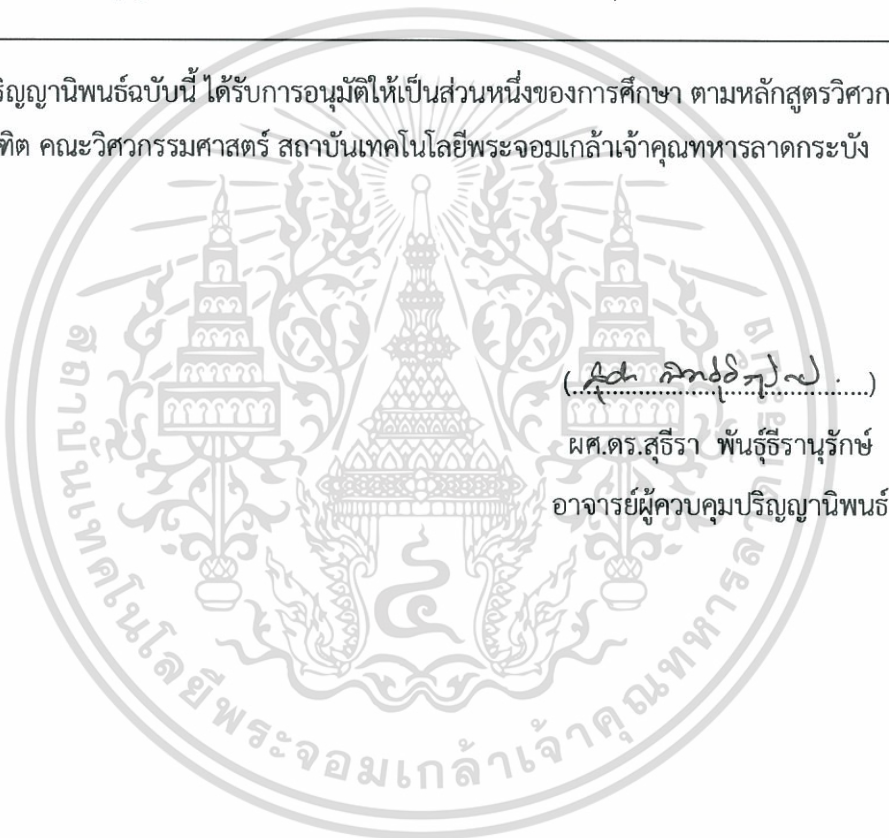 ริญญานิพนธ์ฉบับนี้ ได้รับการอนุมัติให้เป็นส่วนหนึ่งของการศึกษา ตามหลักสูตรวิศวก
ทิต คณะวิศวกรรมศาสตร์ สถาบันเทคโนโลยีพระจอมเกล้าเจ้าคุณทหารลาดกระบัง
(....................................)
ผศ.ดร.สุธีรา พันธุ์ธีรานุรักษ์
อาจารย์ผู้ควบคุมปริญญานิพนธ์
สถาบันเทคโนโลยีพระจอมเกล้าเจ้าคุณทหารลาดกระบัง